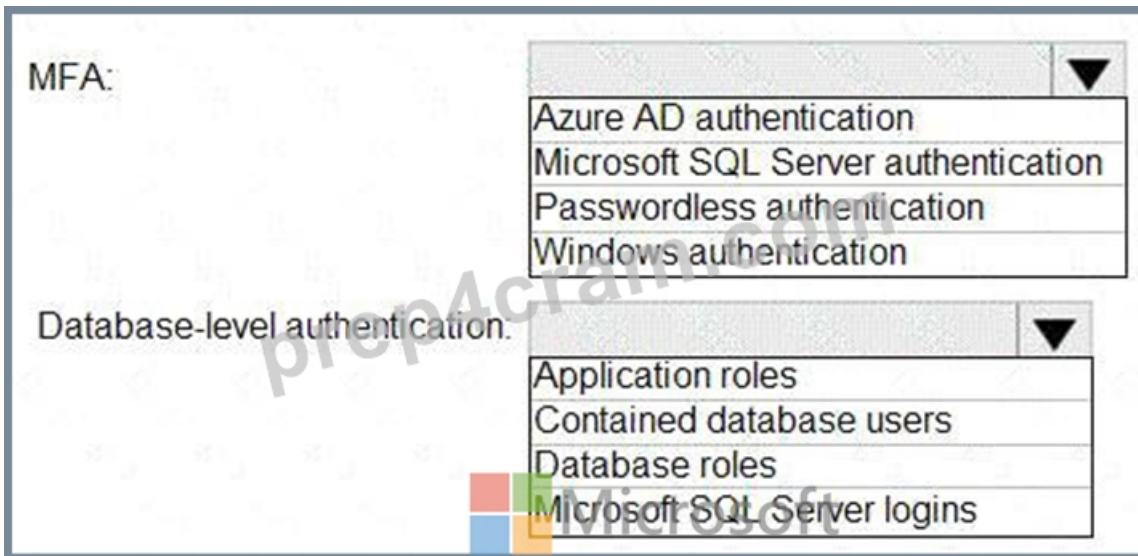 MFA:
Azure AD authentication
Microsoft SQL Server authentication
Passwordless authentication
Windows authentication
Database-level authentication:
Application roles
Contained database users
Database roles
Microsoft SQL Server logins
prep4cram.com
Microsoft